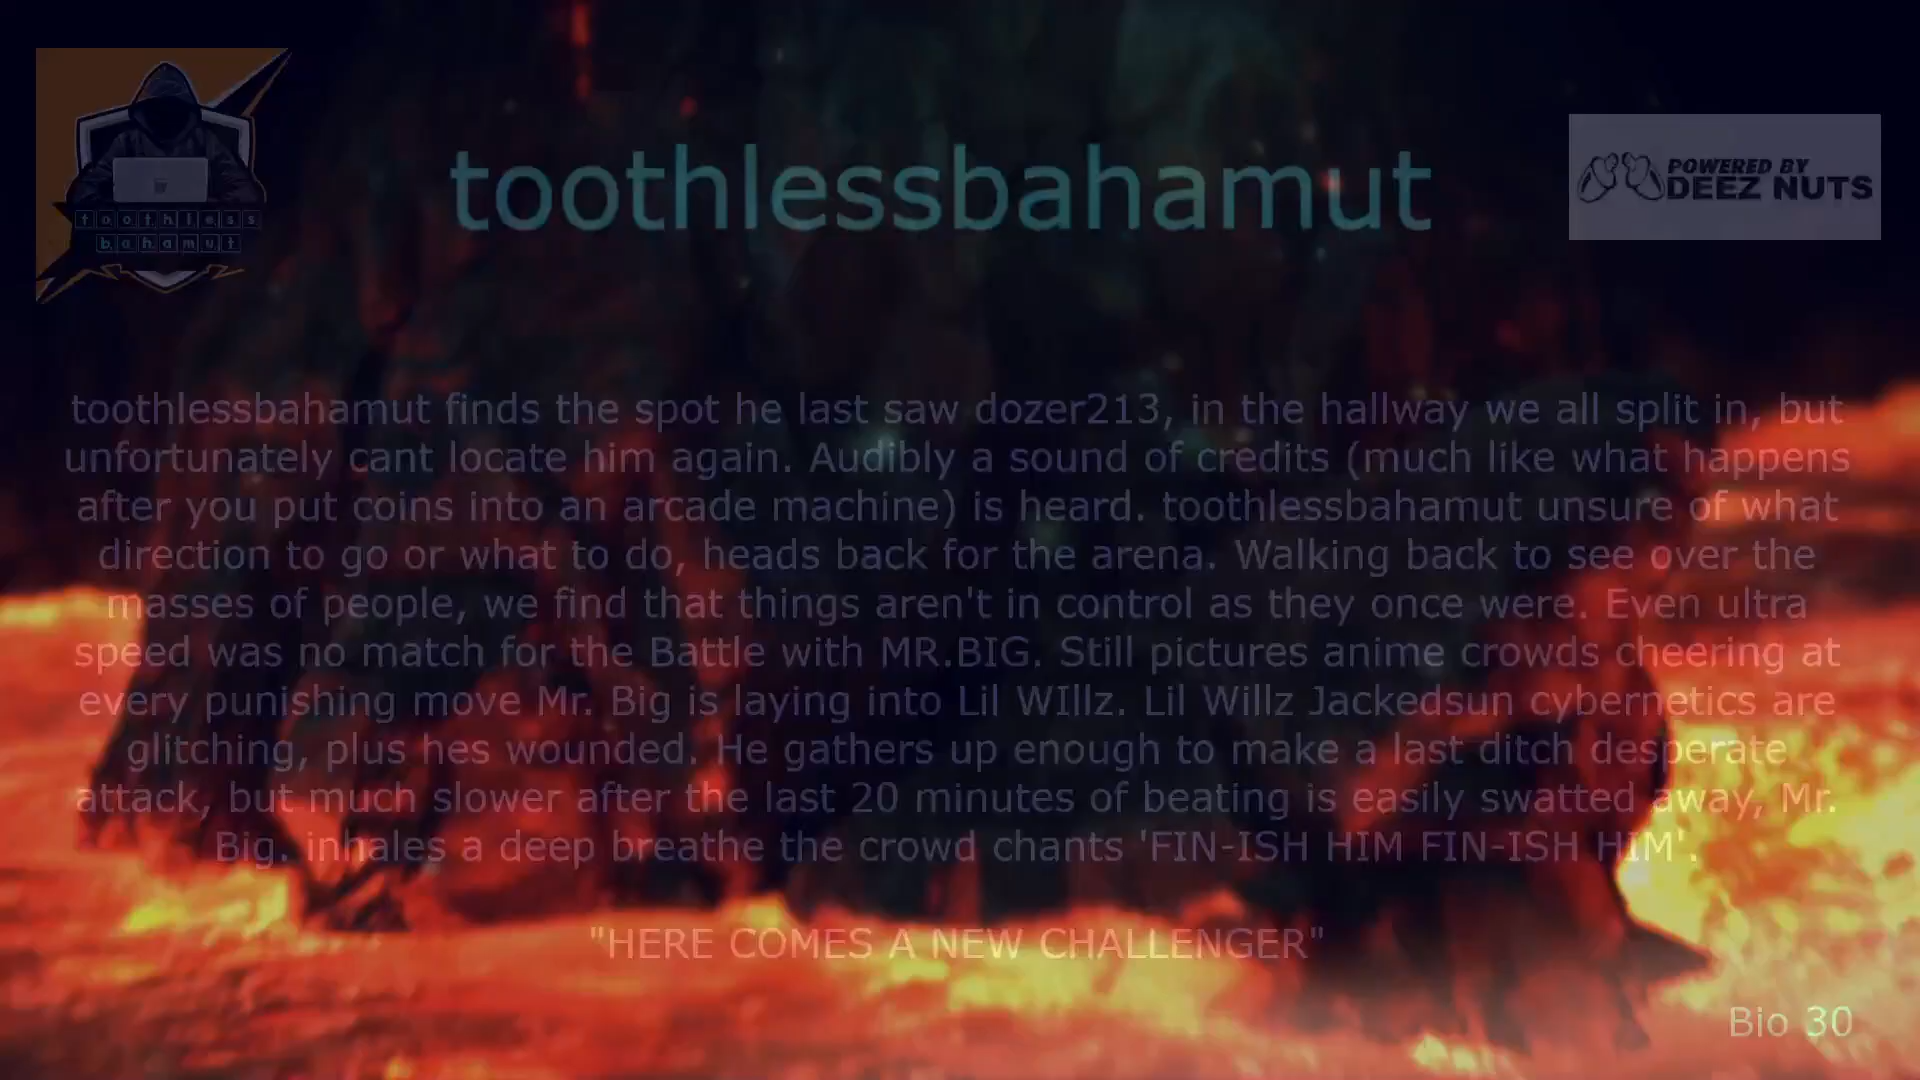 toothless
bahamut
toothlessbahamut
POWERED BY
DEEZ NUTS
toothlessbahamut finds the spot he last saw dozer213, in the hallway we all split in, but
unfortunately cant locate him again. Audibly a sound of credits (much like what happens
after you put coins into an arcade machine) is heard. toothlessbahamut unsure of what
direction to go or what to do, heads back for the arena. Walking back to see over the
masses of people, we find that things aren't in control as they once were. Even ultra
speed was no match for the Battle with MR.BIG. Still pictures anime crowds cheering at
every punishing move Mr. Big is laying into Lil WIllz. Lil Willz Jackedsun cybernetics are
glitching, plus hes wounded. He gathers up enough to make a last ditch desperate
attack, but much slower after the last 20 minutes of beating is easily swatted away, Mr.
Big. inhales a deep breathe the crowd chants 'FIN-ISH HIM FIN-ISH HIM'.
"HERE COMES A NEW CHALLENGER"
Bio 30